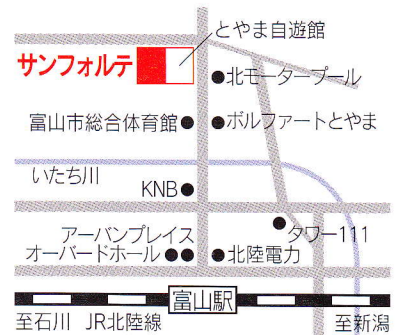 とやま自遊館
サンフォルテ
北モータープール
富山市総合体育館
ボルファートとやま
いたち川
KNB
アーバンプレイス
タワー111
オーバードホール
北陸電力
富山駅
至石川 JR北陸線
至新潟